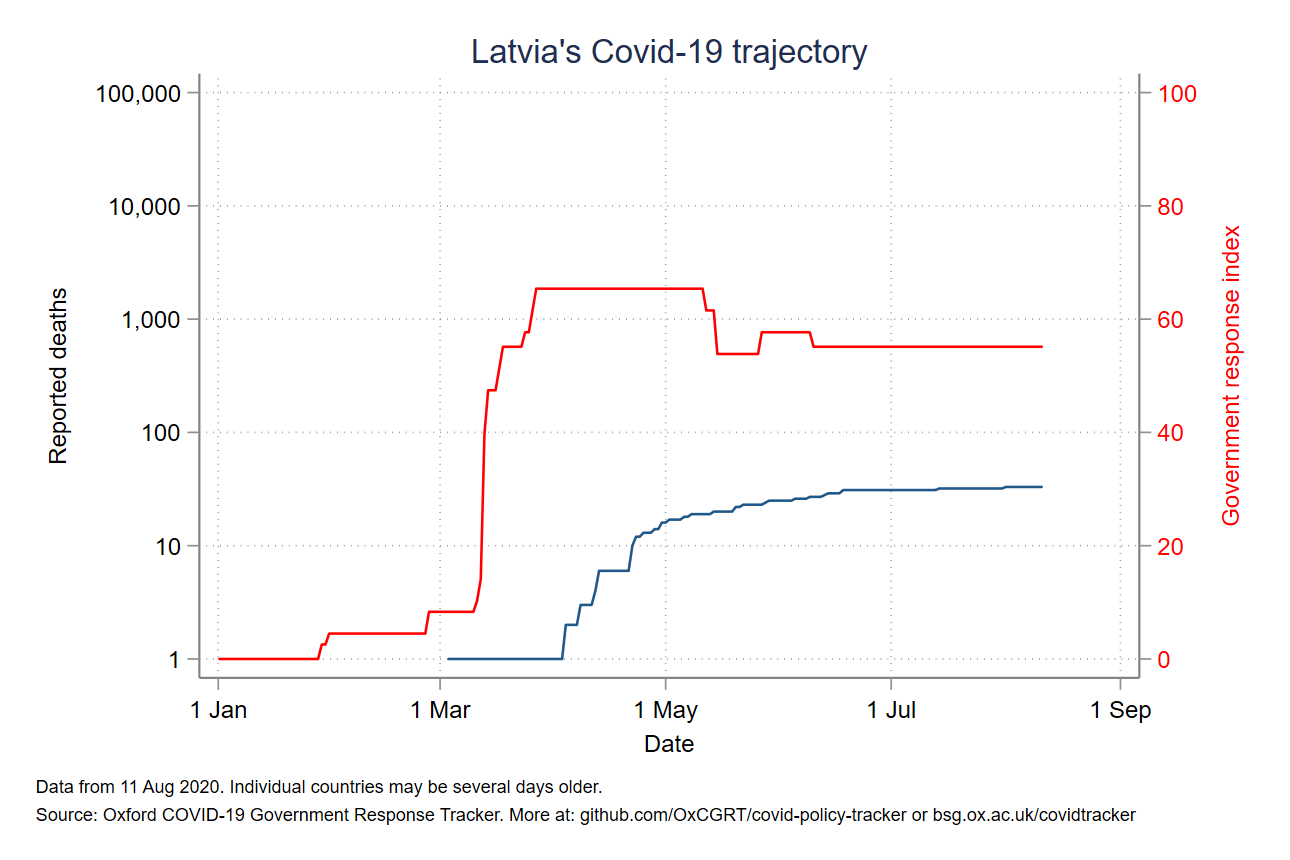 Latvia's Covid-19 trajectory
100,000
10,000
1,000
100
10
1
Reported deaths
100
80
60
40
20
0
Government response index
1 Jan
1 Mar
1 May
1 Jul
1 Sep
Date
Data from 11 Aug 2020. Individual countries may be several days older.
Source: Oxford COVID-19 Government Response Tracker. More at: github.com/OxCGRT/covid-policy-tracker or bsg.ox.ac.uk/covidtracker